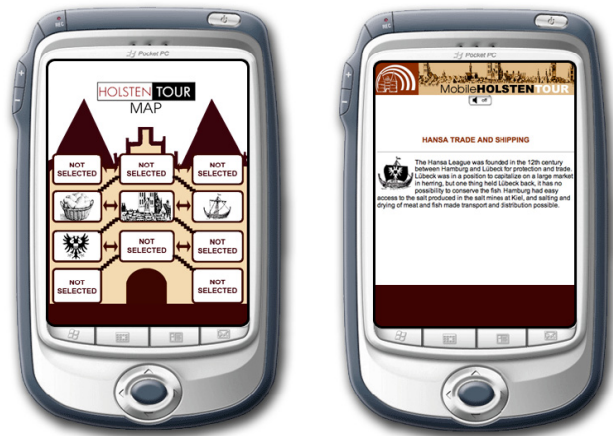 REC
Pocket PC
HOLSTEN TOUR
MAP
NOT SELECTED
NOT SELECTED
NOT SELECTED
NOT SELECTED
NOT SELECTED
NOT SELECTED
NOT SELECTED
REC
Pocket PC
MobileHOLSTENTOUR
off
HANSA TRADE AND SHIPPING
The Hansa League was founded in the 12th century
between Hamburg and Lübeck for protection and trade.
Lübeck was in a position to capitalize on a large market
in herring, but one thing held Lübeck back, it has no
possibility to conserve the fish Hamburg had easy
access to the salt produced in the salt mines at Kiel, and salting and
drying of meat and fish made transport and distribution possible.